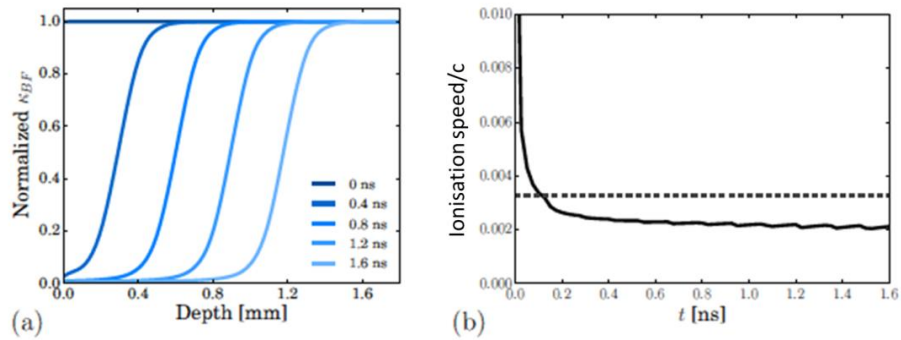 1.0
0.8
0.6
0.4
0.2
0.0
Normalized κBF
0 ns
0.4 ns
0.8 ns
1.2 ns
1.6 ns
0.0 0.4 0.8 1.2 1.6
Depth [mm]
(a)
0.010
0.008
0.006
0.004
0.002
0.000
Ionisation speed/c
0.0 0.2 0.4 0.6 0.8 1.0 1.2 1.4 1.6
t [ns]
(b)